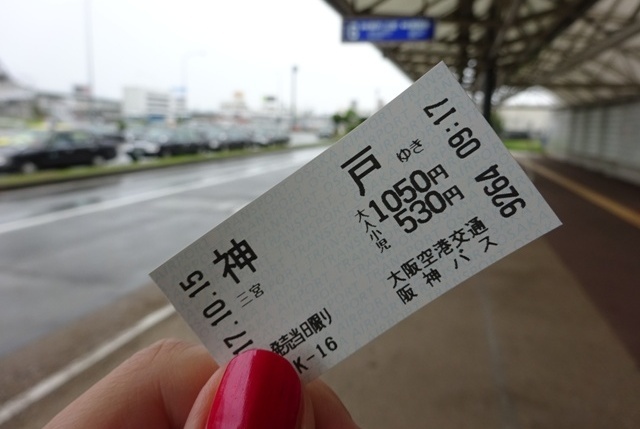 神戸 ゆき
三宮
大人 1050円
小児 530円
発売当日限り
K-16
大阪空港交通
阪神バス
17.10.15
9264 09:17